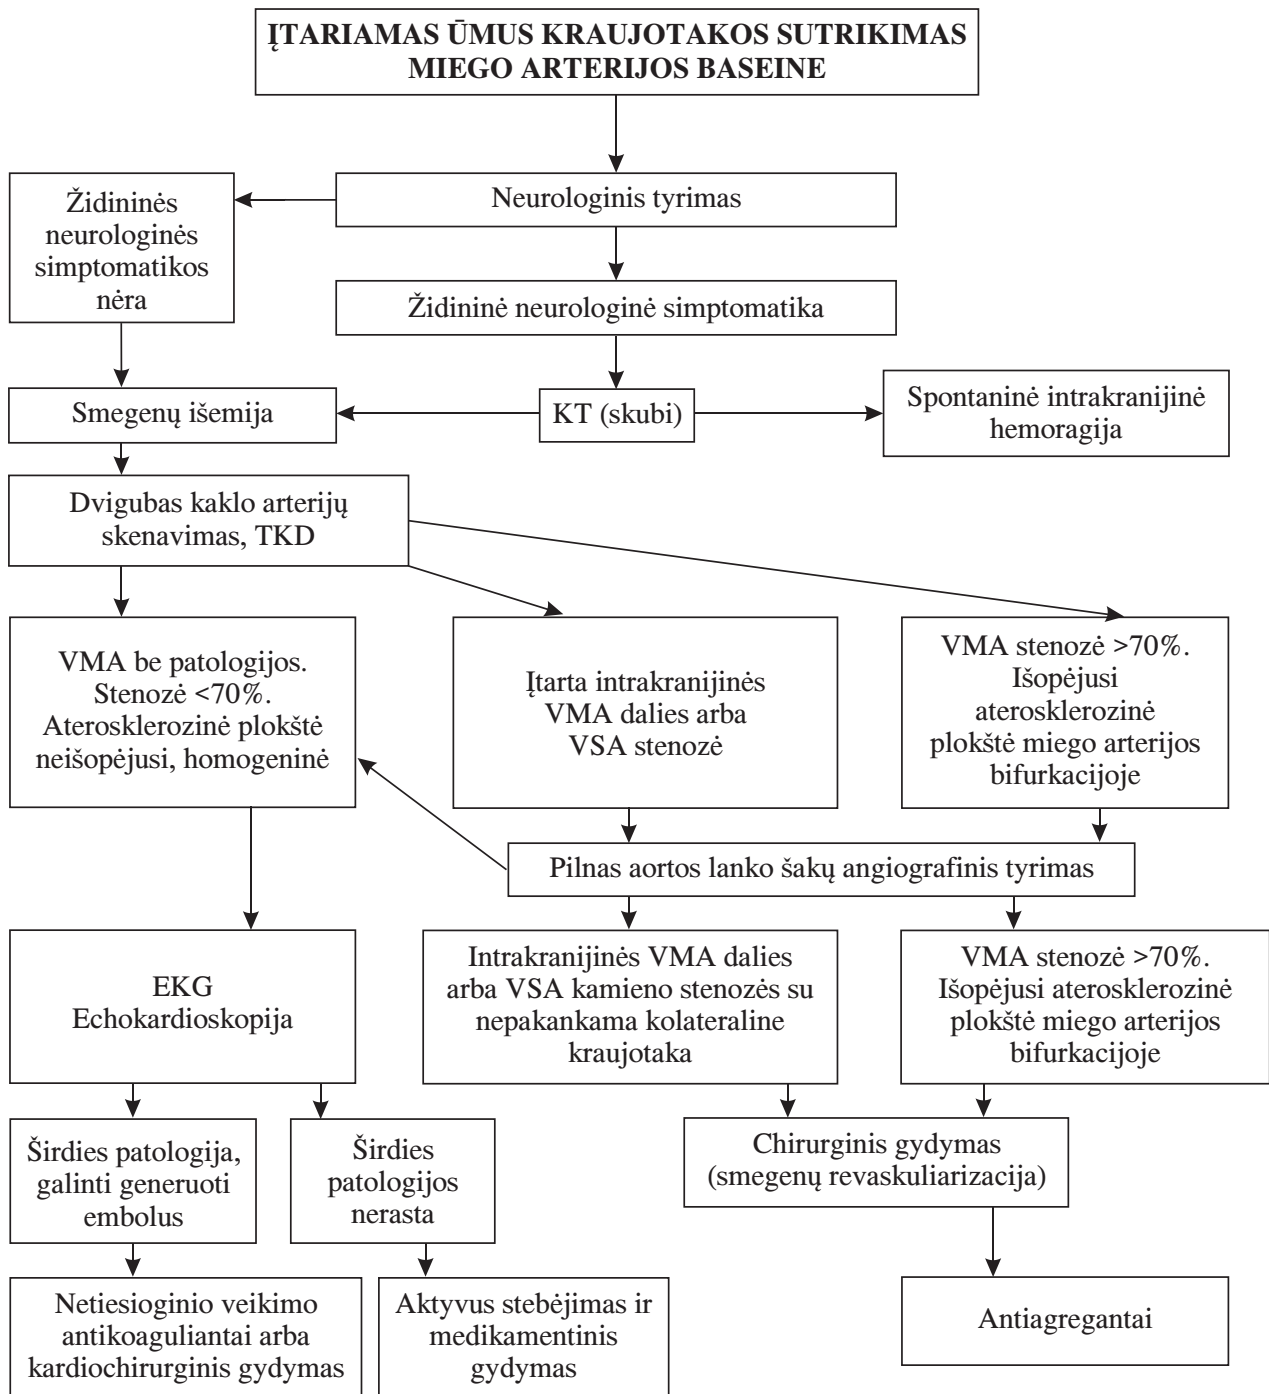 ĮTARIAMAS ŪMUS KRAUJOTAKOS SUTRIKIMAS
MIEGO ARTERIJOS BASEINE
Neurologinis tyrimas
Židininės
neurologinės
simptomatikos
nėra
Židininė neurologinė simptomatika
Smegenų išemija
KT (skubi)
Spontaninė intrakranijinė
hemoragija
Dvigubas kaklo arterijų
skenavimas, TKD
VMA be patologijos.
Stenozė <70%.
Aterosklerozinė plokštė
neišopėjusi, homogeninė
Įtarta intrakranijinės
VMA dalies arba
VSA stenozė
VMA stenozė >70%.
Išopėjusi
aterosklerozinė
plokštė miego arterijos
bifurkacijoje
Pilnas aortos lanko šakų angiografinis tyrimas
EKG
Echokardioskopija
Intrakranijinės VMA dalies
arba VSA kamieno stenozės su
nepakankama kolateraline
kraujotaka
VMA stenozė >70%.
Išopėjusi aterosklerozinė
plokštė miego arterijos
bifurkacijoje
Širdies patologija,
galinti generuoti
embolus
Širdies
patologijos
nerasta
Chirurginis gydymas
(smegenų revaskuliarizacija)
Netiesioginio veikimo
antikoaguliantai arba
kardiochirurginis gydymas
Aktyvus stebėjimas ir
medikamentinis
gydymas
Antiagregantai